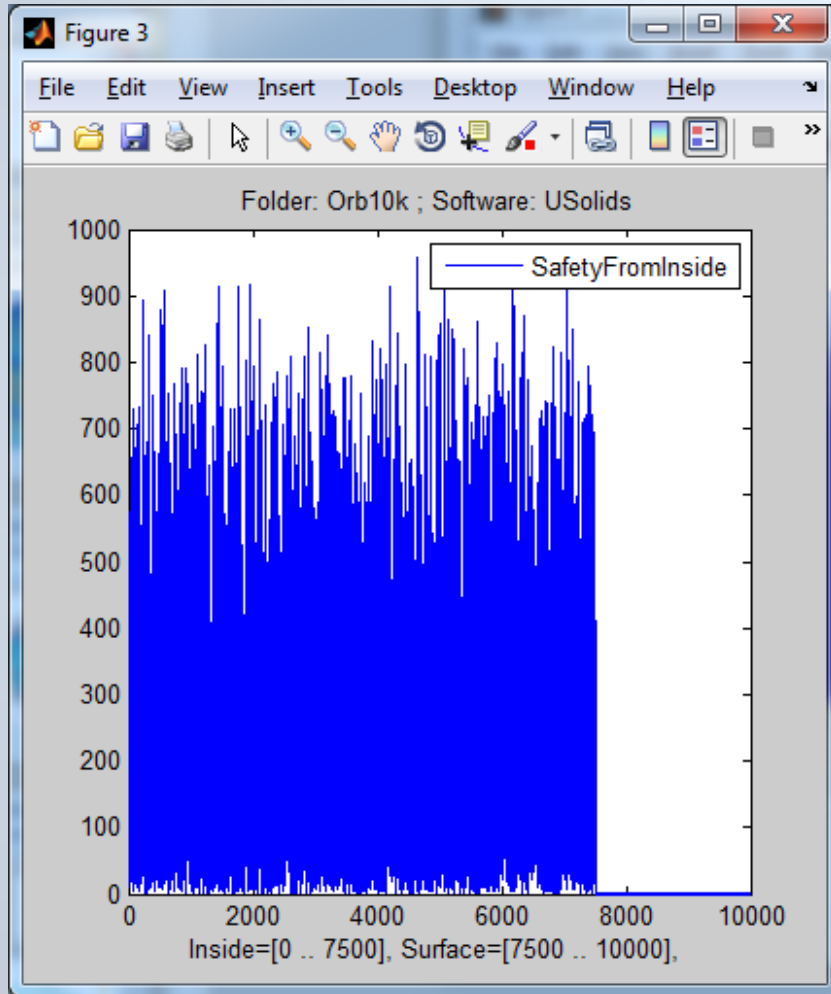 Figure 3
File Edit View Insert Tools Desktop Window Help
Folder: Orb10k ; Software: USolids
SafetyFromInside
1000
900
800
700
600
500
400
300
200
100
0
0 2000 4000 6000 8000 10000
Inside=[0 .. 7500], Surface=[7500 .. 10000],